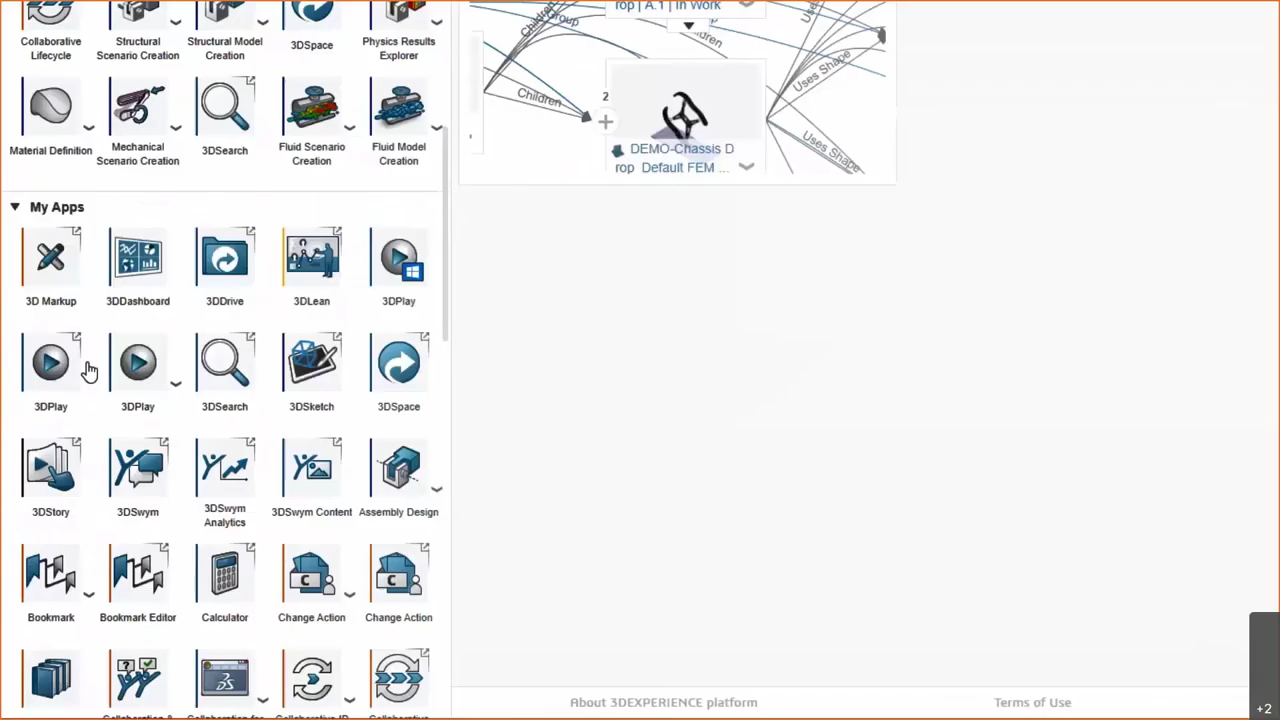 Collaborative
Lifecycle
Structural
Scenario Creation
Structural Model
Creation
3DSpace
Physics Results
Explorer
Material Definition
Mechanical
Scenario Creation
3DSearch
Fluid Scenario
Creation
Fluid Model
Creation
My Apps
3D Markup
3DDashboard
3DDrive
3DLean
3DPlay
3DPlay
3DPlay
3DSearch
3DSketch
3DSpace
3DStory
3DSwym
3DSwym
Analytics
3DSwym Content
Assembly Design
Bookmark
Bookmark Editor
Calculator
Change Action
Change Action
rop | A.1 | In Work
Children
Group
Children
2
DEMO-Chassis D
rop Default FEM ...
Uses Shape
Uses Shape
About 3DEXPERIENCE platform
Terms of Use
+2